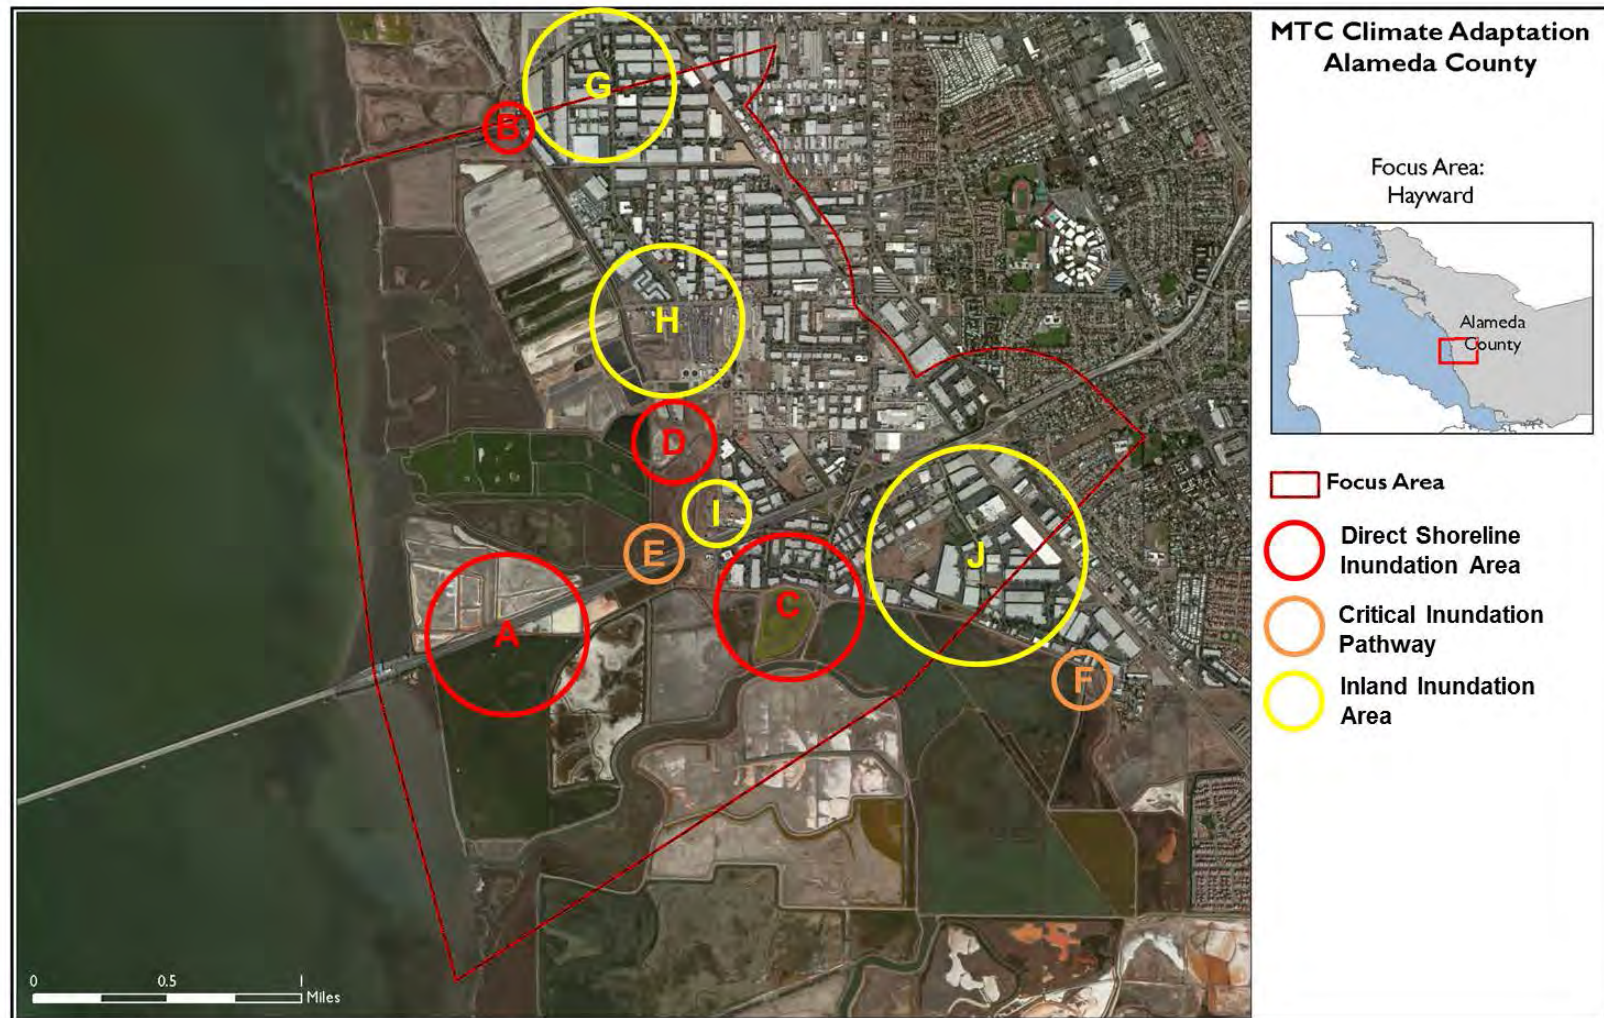 MTC Climate Adaptation
Alameda County
Focus Area:
Hayward
Alameda
County
Focus Area
Direct Shoreline
Inundation Area
Critical Inundation
Pathway
Inland Inundation
Area
G
B
H
D
I
E
J
C
A
F
0 0.5 1
Miles